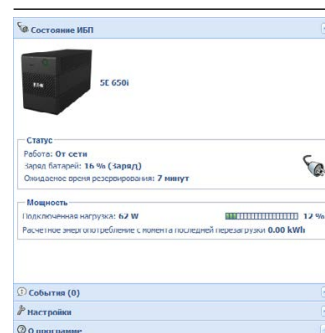 Состояние ИБП
5E 650i
Статус
Работа: От сети
Заряд батарей: 16 % (Заряд)
Ожидаемое время резервирования: 7 минут
Мощность
Подключенная нагрузка: 62 W 12 %
Расчетное энергопотребление с момента последней перезагрузки 0.00 kWh
События (0)
Настройки
О программе